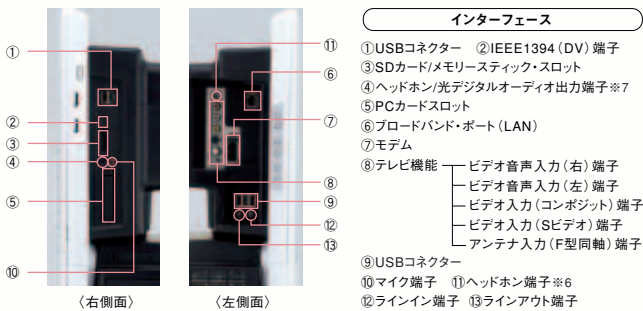 インターフェース
①USBコネクター ②IEEE1394(DV)端子
③SDカード/メモリースティック・スロット
④ヘッドホン/光デジタルオーディオ出力端子※7
⑤PCカードスロット
⑥ブロードバンド・ポート(LAN)
⑦モデム
⑧テレビ機能 ビデオ音声入力(右)端子
ビデオ音声入力(左)端子
ビデオ入力(コンポジット)端子
ビデオ入力(Sビデオ)端子
アンテナ入力(F型同軸)端子
⑨USBコネクター
⑩マイク端子 ⑪ヘッドホン端子※6
⑫ラインイン端子 ⑬ラインアウト端子
①
②
③
④
⑤
⑩
〈右側面〉
⑪
⑥
⑦
⑧
⑨
⑫
⑬
〈左側面〉